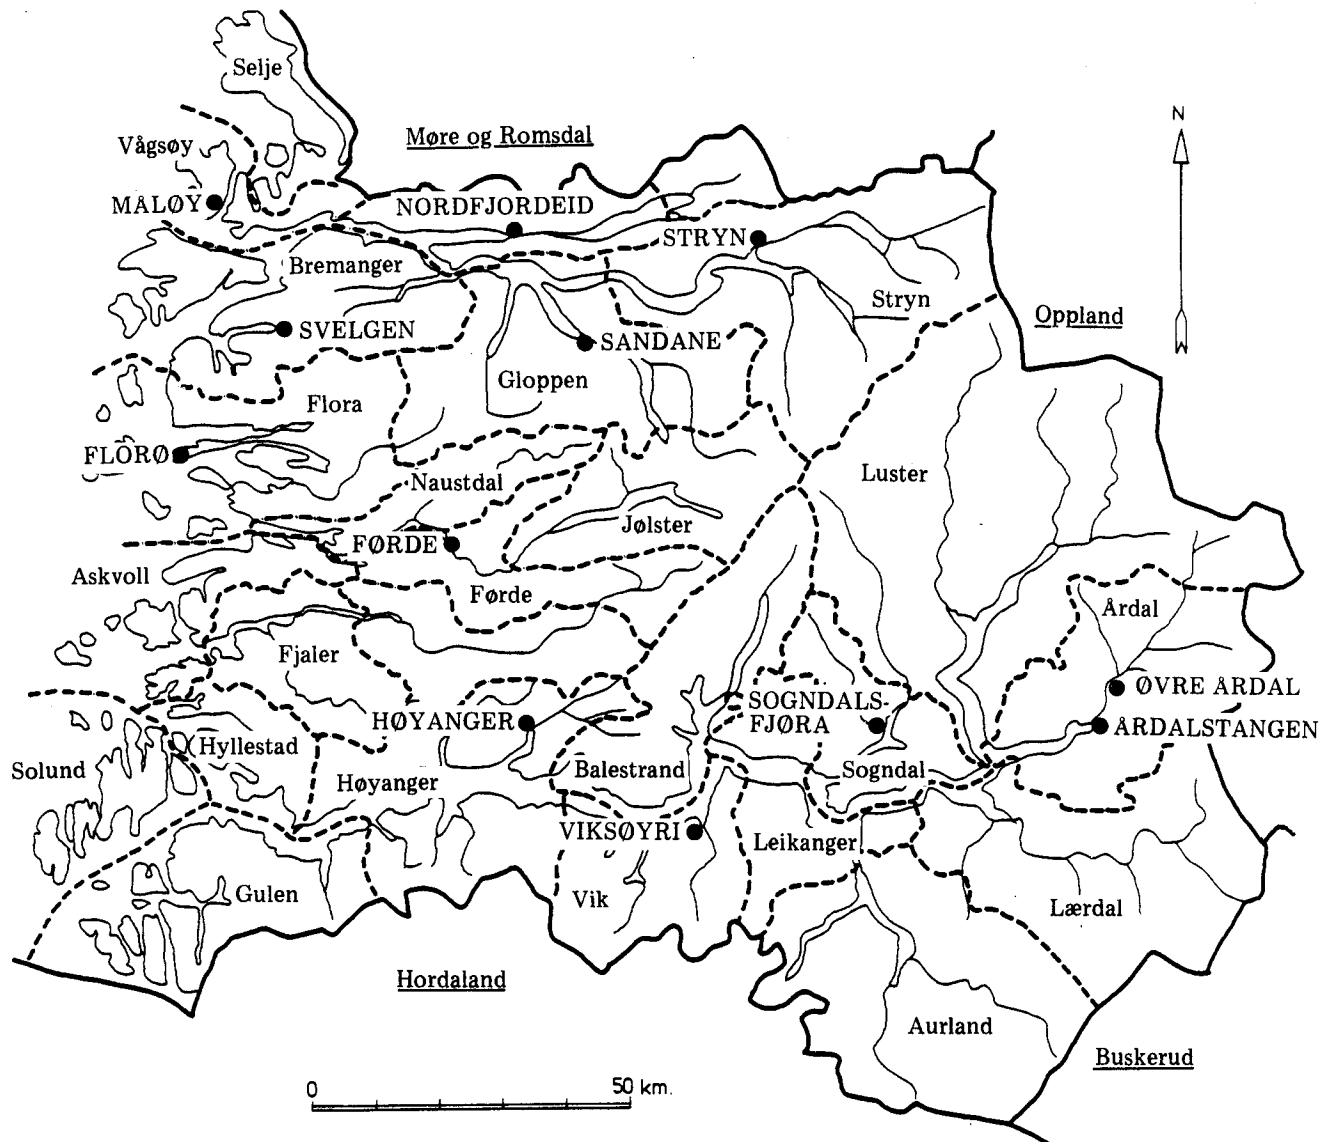 Selje
N
Møre og Romsdal
Vågsøy
MÅLØY
NORDFJORDEID
STRYN
Bremanger
Stryn
Oppland
SVELGEN
SANDANE
Gloppen
Flora
FLORØ
Luster
Naustdal
Jølster
FØRDE
Askvoll
Førde
Årdal
Fjaler
ØVRE ÅRDAL
SOGNDALS-
FJØRA
HØYANGER
ÅRDALSTANGEN
Hyllestad
Solund
Balestrand
Sogndal
Høyanger
VIKSØYRI
Leikanger
Gulen
Vik
Lærdal
Hordaland
Aurland
Buskerud
0 50 km.